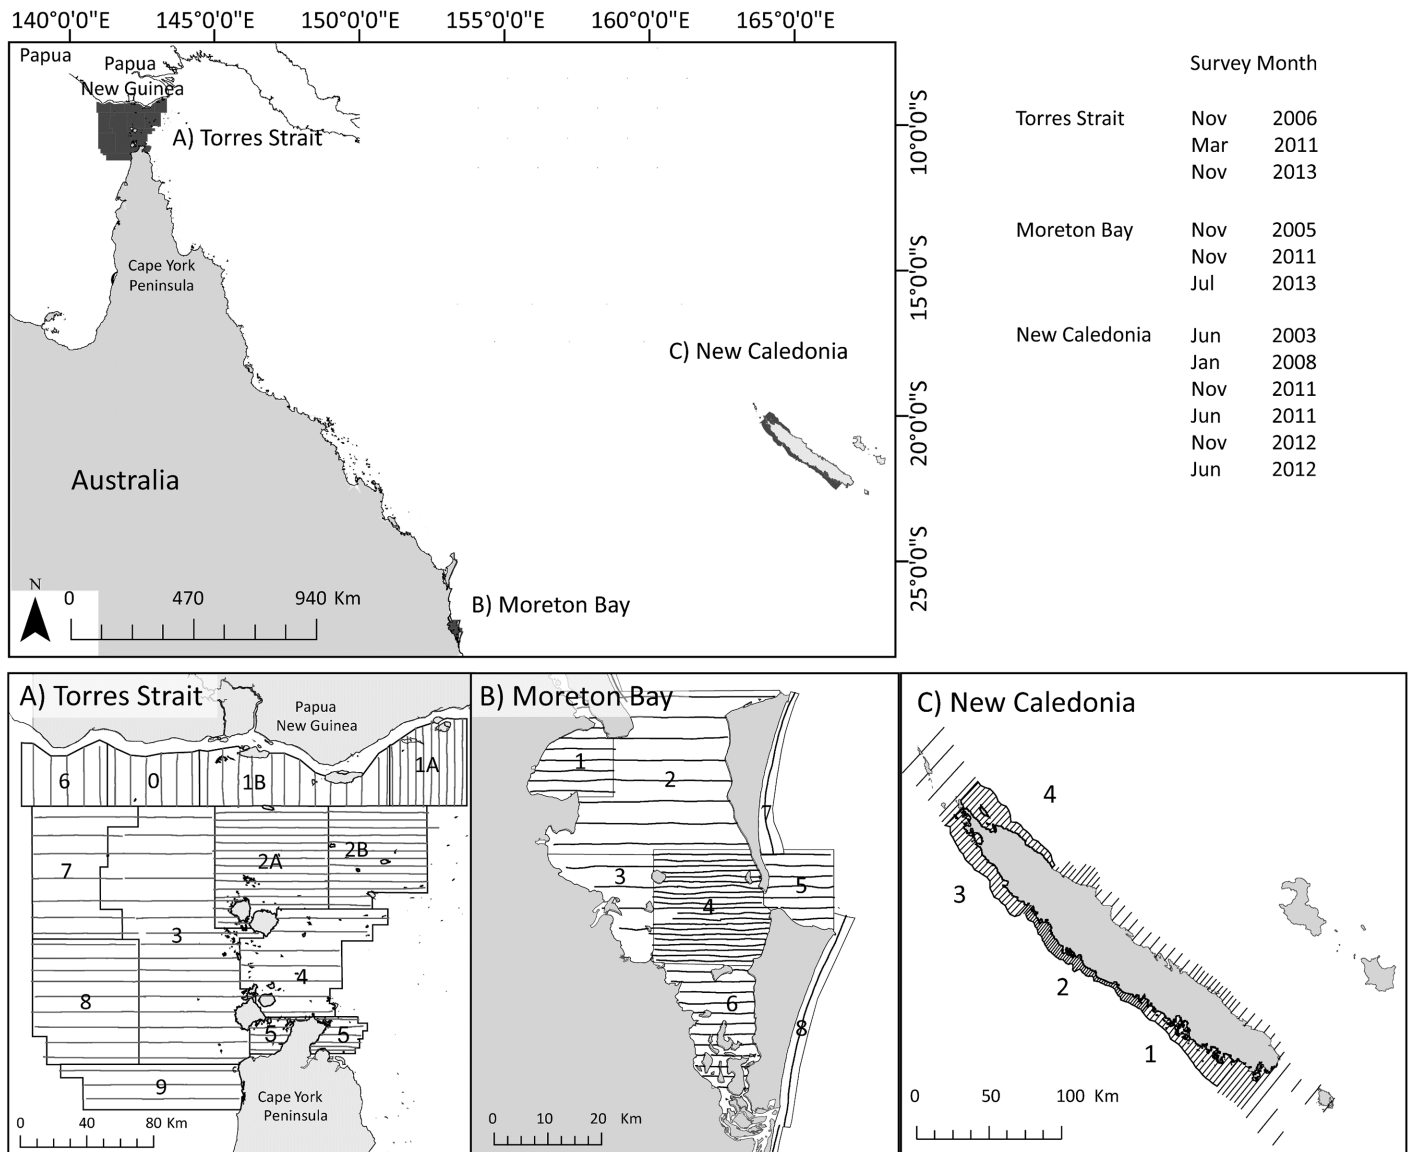 140°0'0"E 145°0'0"E 150°0'0"E 155°0'0"E 160°0'0"E 165°0'0"E
Papua
Papua
New Guinea
A) Torres Strait
Cape York
Peninsula
C) New Caledonia
Australia
N
0 470 940 Km
B) Moreton Bay
10°0'0"S
15°0'0"S
20°0'0"S
25°0'0"S
Survey Month
Torres Strait Nov 2006
Mar 2011
Nov 2013
Moreton Bay Nov 2005
Nov 2011
Jul 2013
New Caledonia Jun 2003
Jan 2008
Nov 2011
Jun 2011
Nov 2012
Jun 2012
A) Torres Strait
Papua
New Guinea
6 0 1B 1A
7 2A 2B
3
4
8
5 5
9
Cape York
Peninsula
0 40 80 Km
B) Moreton Bay
1 2
7
3 4 5
6
8
0 10 20 Km
C) New Caledonia
4
3
2
1
0 50 100 Km